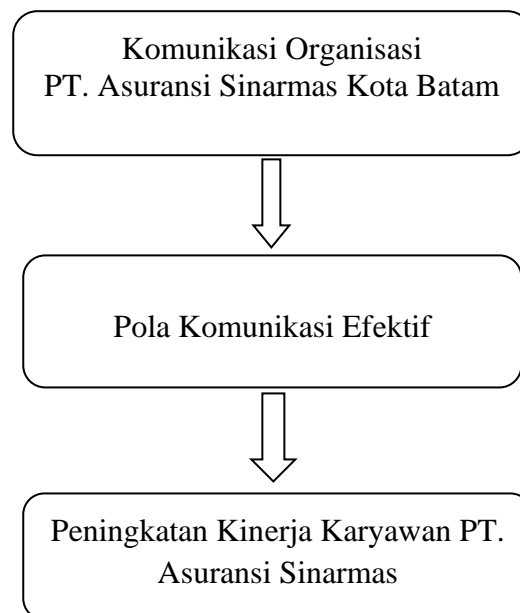 Komunikasi Organisasi
PT. Asuransi Sinarmas Kota Batam
Pola Komunikasi Efektif
Peningkatan Kinerja Karyawan PT.
Asuransi Sinarmas